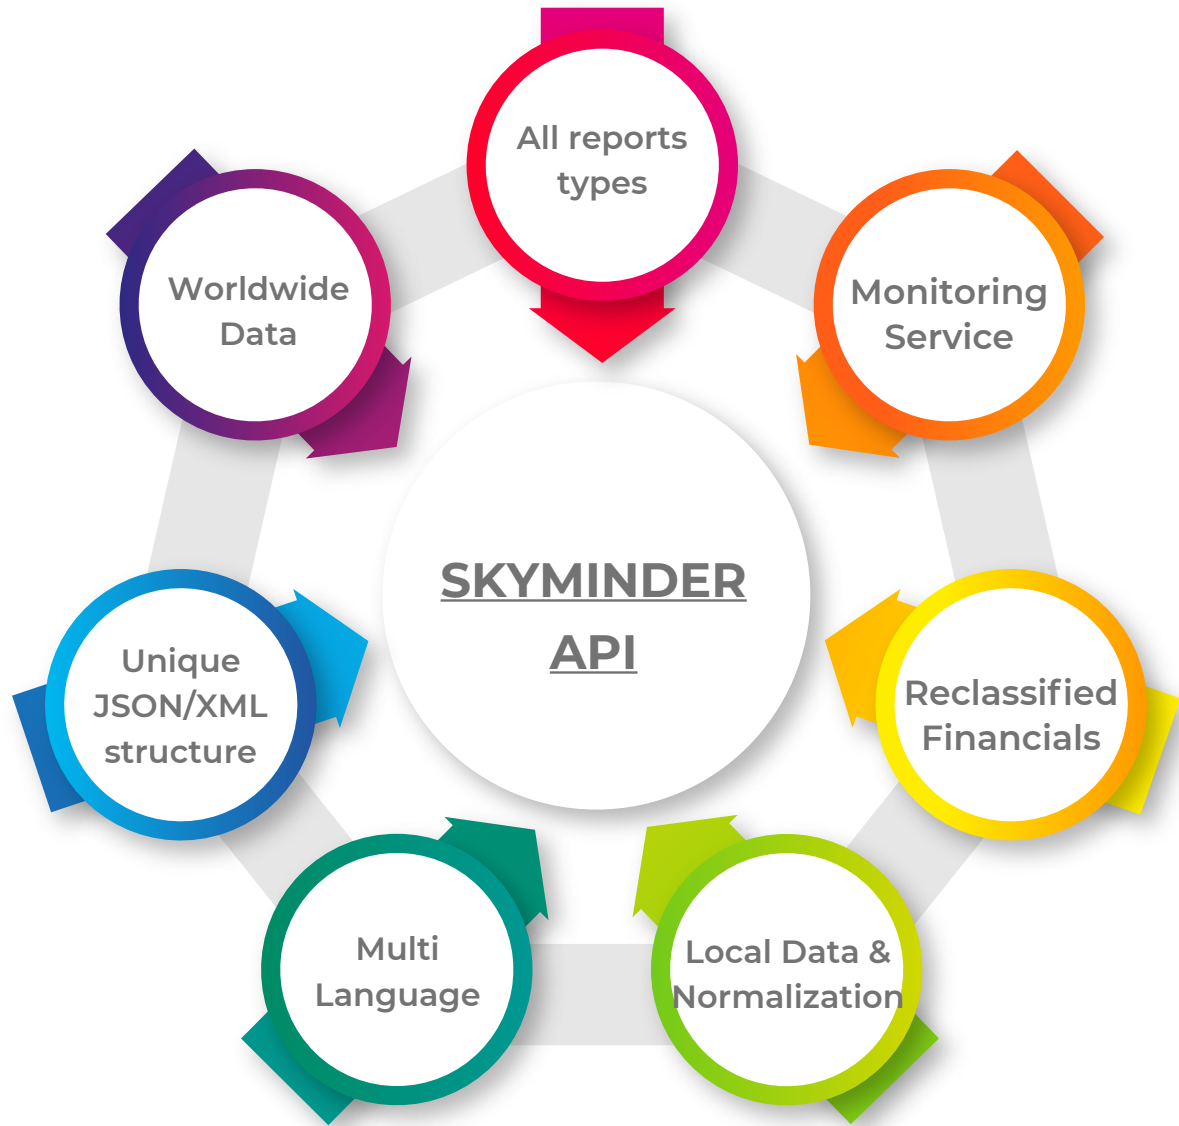 All reports
types
Monitoring
Service
Reclassified
Financials
Local Data &
Normalization
Multi
Language
Unique
JSON/XML
structure
Worldwide
Data
SKYMINDER
API